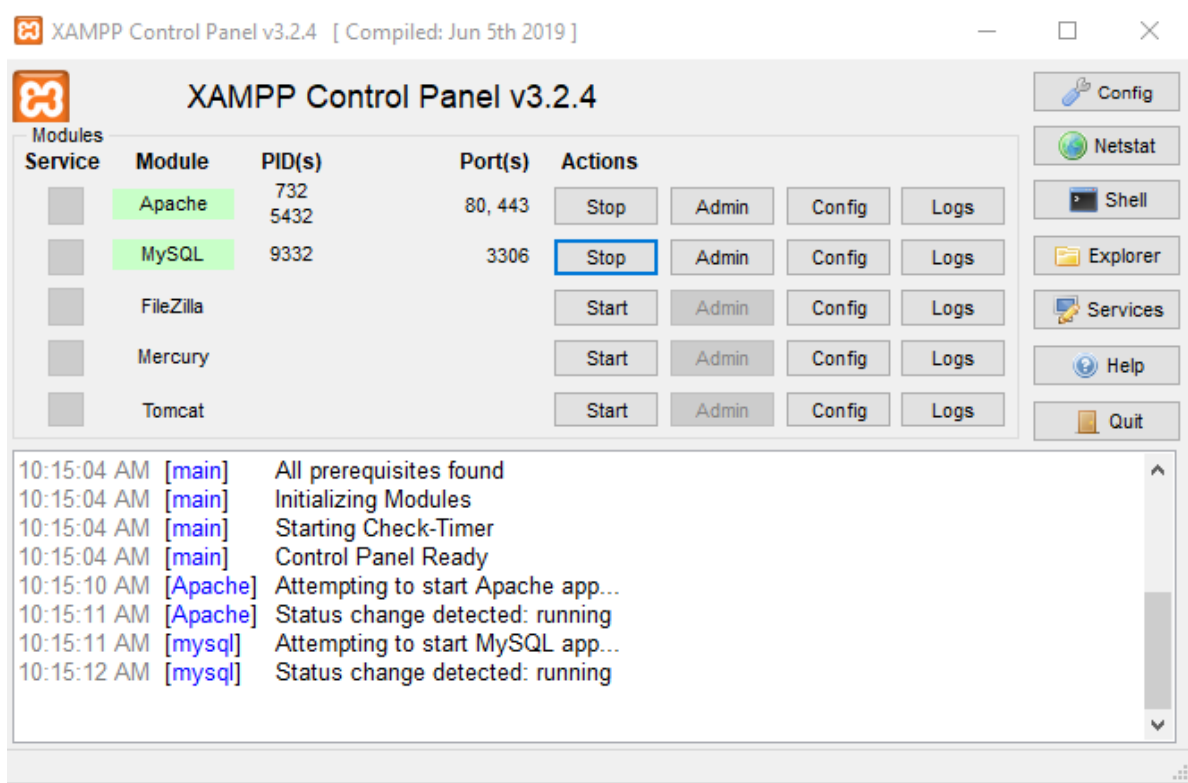 XAMPP Control Panel v3.2.4 [ Compiled: Jun 5th 2019 ]
XAMPP Control Panel v3.2.4
Config
Modules
Service Module PID(s) Port(s) Actions
Netstat
Apache 732 5432 80, 443 Stop Admin Config Logs
Shell
MySQL 9332 3306 Stop Admin Config Logs
Explorer
FileZilla Start Admin Config Logs
Services
Mercury Start Admin Config Logs
Help
Tomcat Start Admin Config Logs
Quit
10:15:04 AM [main] All prerequisites found
10:15:04 AM [main] Initializing Modules
10:15:04 AM [main] Starting Check-Timer
10:15:04 AM [main] Control Panel Ready
10:15:10 AM [Apache] Attempting to start Apache app...
10:15:11 AM [Apache] Status change detected: running
10:15:11 AM [mysql] Attempting to start MySQL app...
10:15:12 AM [mysql] Status change detected: running